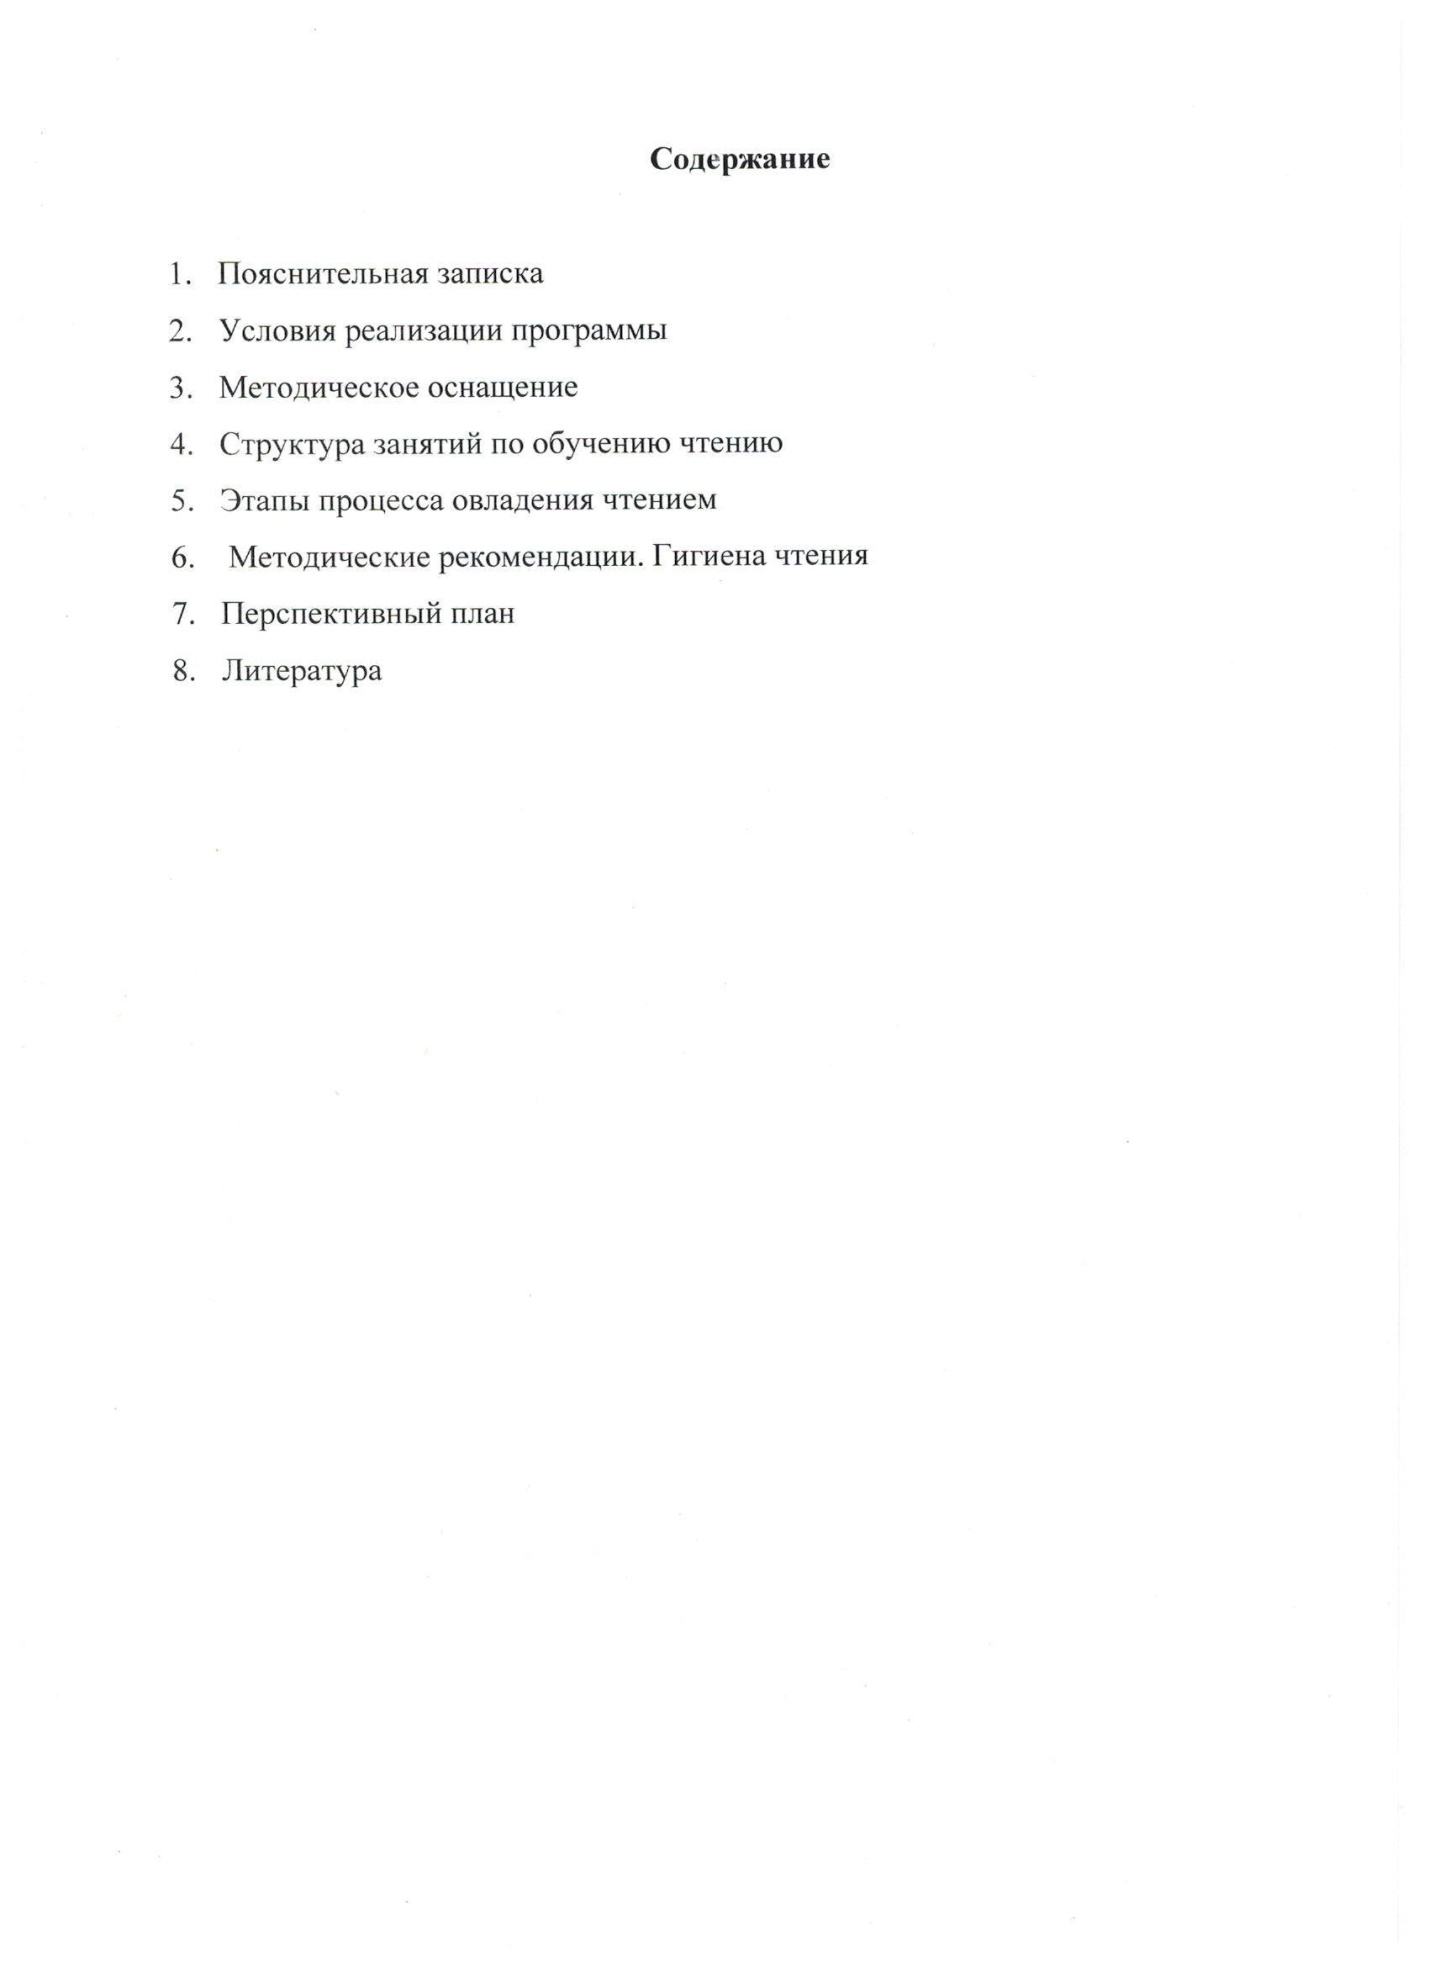 Содержание
1. Пояснительная записка
2. Условия реализации программы
3. Методическое оснащение
4. Структура занятий по обучению чтению
5. Этапы процесса овладения чтением
6. Методические рекомендации. Гигиена чтения
7. Перспективный план
8. Литература